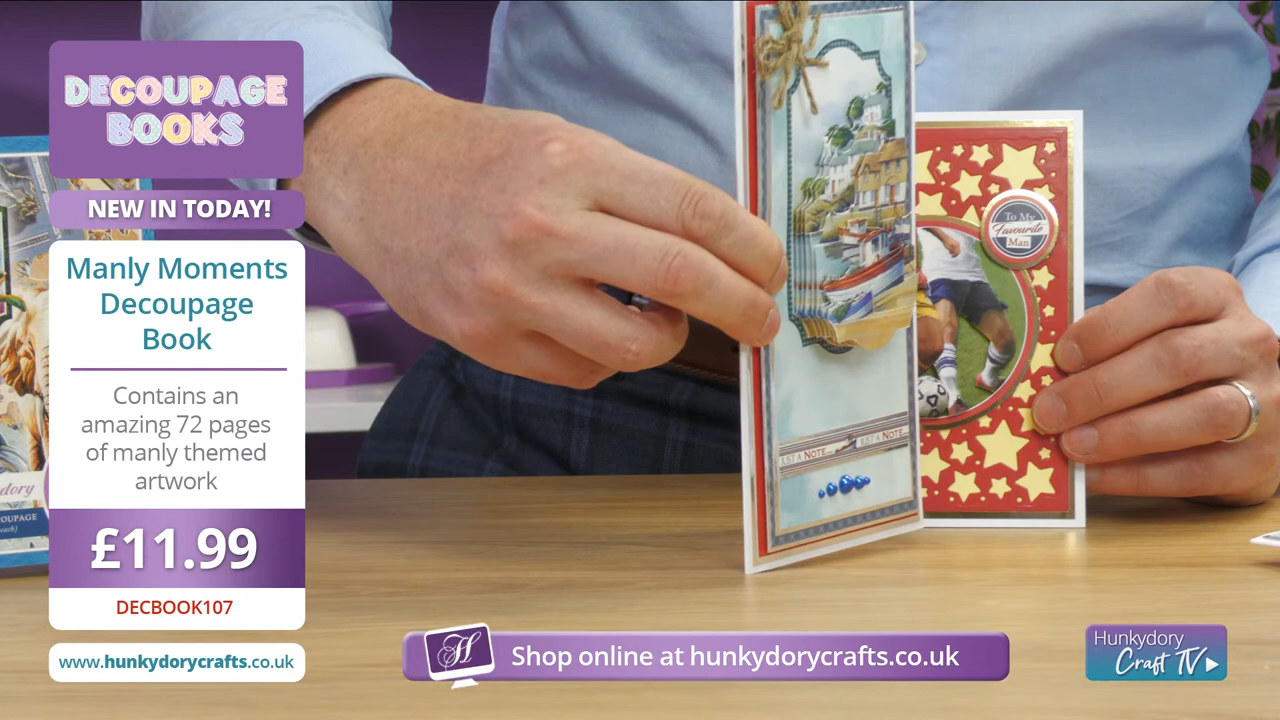 DECOUPAGE
BOOKS
NEW IN TODAY!
Manly Moments
Decoupage
Book
Contains an
amazing 72 pages
of manly themed
artwork
£11.99
DECBOOK107
www.hunkydorycrafts.co.uk
To My
Favourite
Man
JUST A NOTE... JUST A NOTE...
H
Shop online at hunkydorycrafts.co.uk
Hunkydory
Craft TV